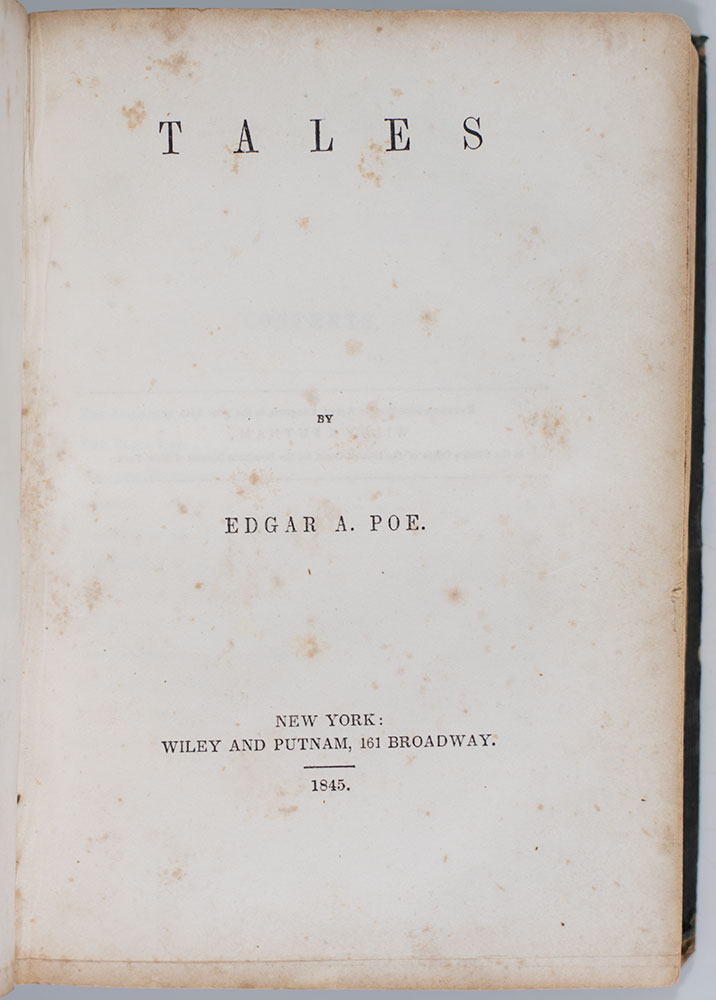 TALES
BY
EDGAR A. POE.
NEW YORK:
WILEY AND PUTNAM, 161 BROADWAY.
1845.